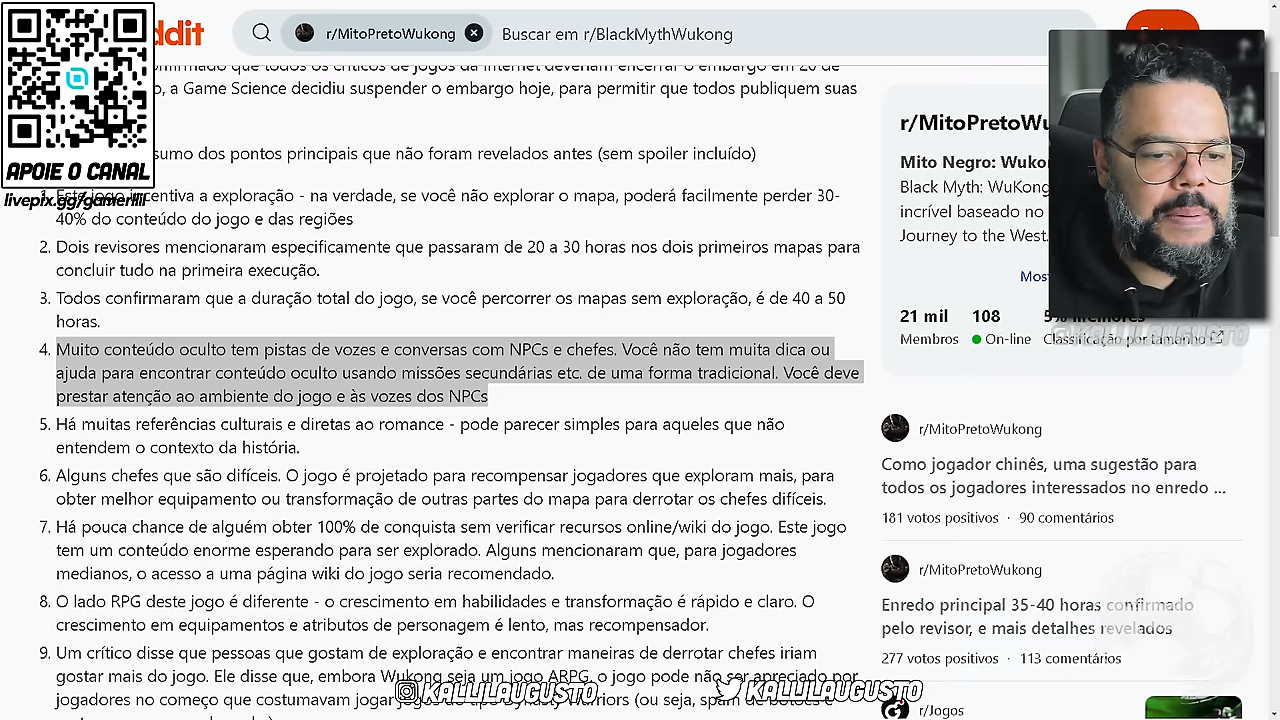 ddit
r/MitoPretoWukong
Buscar em r/BlackMythWukong
APOIE O CANAL
livepix.gg/gamerliii
que todos os críticos de jogos da internet deveriam encerrar o embargo em 20 de
o, a Game Science decidiu suspender o embargo hoje, para permitir que todos publiquem suas
sumo dos pontos principais que não foram revelados antes (sem spoiler incluído)
1. Este jogo incentiva a exploração - na verdade, se você não explorar o mapa, poderá facilmente perder 30-
40% do conteúdo do jogo e das regiões
2. Dois revisores mencionaram especificamente que passaram de 20 a 30 horas nos dois primeiros mapas para
concluir tudo na primeira execução.
3. Todos confirmaram que a duração total do jogo, se você percorrer os mapas sem exploração, é de 40 a 50
horas.
4. Muito conteúdo oculto tem pistas de vozes e conversas com NPCs e chefes. Você não tem muita dica ou
ajuda para encontrar conteúdo oculto usando missões secundárias etc. de uma forma tradicional. Você deve
prestar atenção ao ambiente do jogo e às vozes dos NPCs
5. Há muitas referências culturais e diretas ao romance - pode parecer simples para aqueles que não
entendem o contexto da história.
6. Alguns chefes que são difíceis. O jogo é projetado para recompensar jogadores que exploram mais, para
obter melhor equipamento ou transformação de outras partes do mapa para derrotar os chefes difíceis.
7. Há pouca chance de alguém obter 100% de conquista sem verificar recursos online/wiki do jogo. Este jogo
tem um conteúdo enorme esperando para ser explorado. Alguns mencionaram que, para jogadores
medianos, o acesso a uma página wiki do jogo seria recomendado.
8. O lado RPG deste jogo é diferente - o crescimento em habilidades e transformação é rápido e claro. O
crescimento em equipamentos e atributos de personagem é lento, mas recompensador.
9. Um crítico disse que pessoas que gostam de exploração e encontrar maneiras de derrotar chefes iriam
gostar mais do jogo. Ele disse que, embora Wukong seja um jogo ARPG, o jogo pode não ser apreciado por
jogadores no começo que costumavam jogar
(ou seja,
KALLILAUGUSTO
KALLILAUGUSTO
r/MitoPretoWu
Mito Negro: Wuko
Black Myth: WuKong
incrível baseado no
Journey to the West.
Most
21 mil 108 5% melhores
Membros On-line Classificação por tamanho
@KALLILAUGUSTO
r/MitoPretoWukong
Como jogador chinês, uma sugestão para
todos os jogadores interessados no enredo ...
181 votos positivos · 90 comentários
r/MitoPretoWukong
Enredo principal 35-40 horas confirmado
pelo revisor, e mais detalhes revelados
277 votos positivos · 113 comentários
r/Jogos